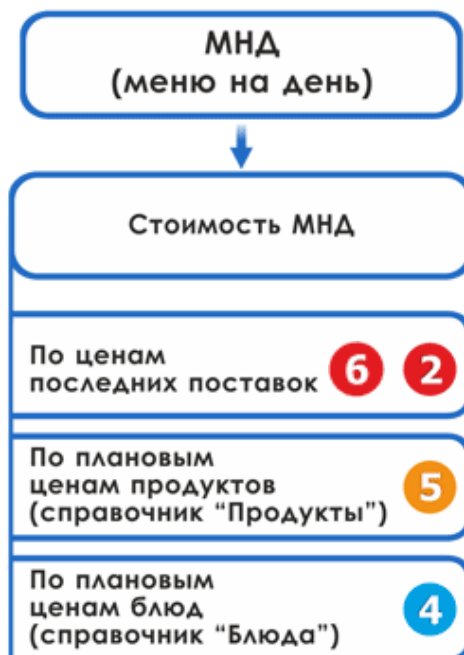 МНД
(меню на день)
Стоимость МНД
По ценам
последних поставок 6 2
По плановым
ценам продуктов 5
(справочник “Продукты”)
По плановым
ценам блюд 4
(справочник “Блюда”)